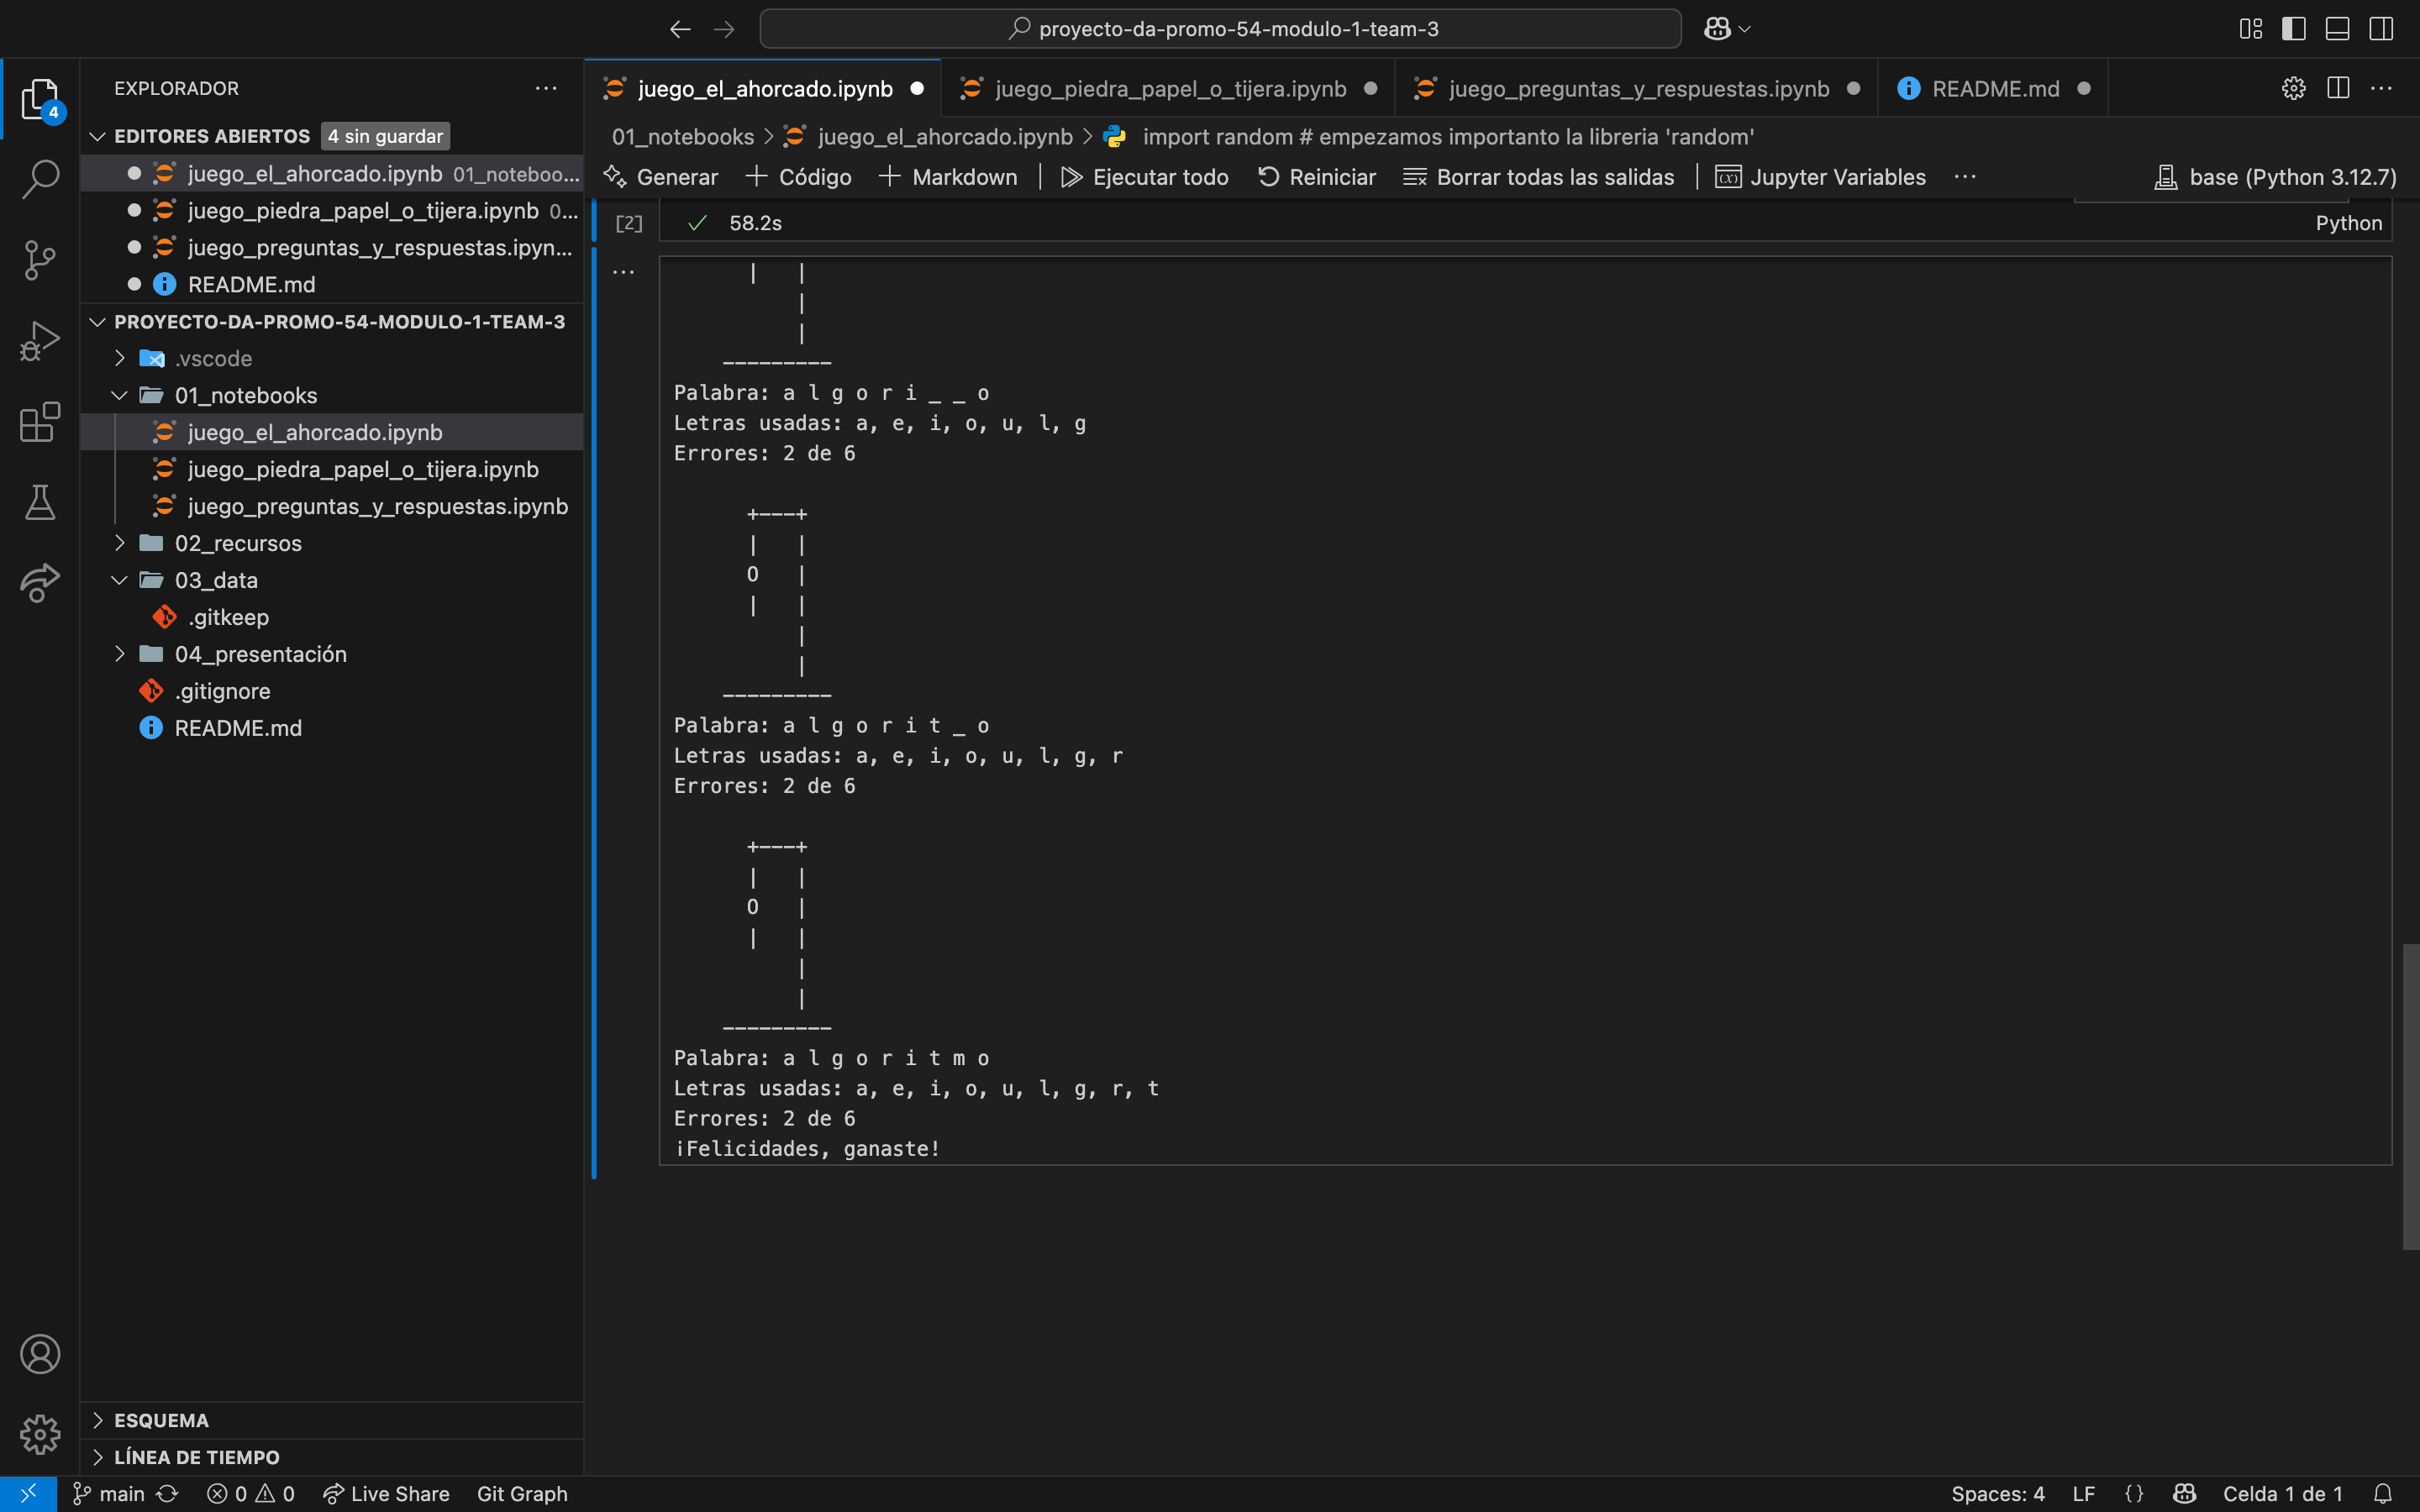 proyecto-da-promo-54-modulo-1-team-3
EXPLORADOR
4
EDITORES ABIERTOS 4 sin guardar
juego_el_ahorcado.ipynb 01_noteboo...
juego_piedra_papel_o_tijera.ipynb 0...
juego_preguntas_y_respuestas.ipyn...
README.md
PROYECTO-DA-PROMO-54-MODULO-1-TEAM-3
.vscode
01_notebooks
juego_el_ahorcado.ipynb
juego_piedra_papel_o_tijera.ipynb
juego_preguntas_y_respuestas.ipynb
02_recursos
03_data
.gitkeep
04_presentación
.gitignore
README.md
ESQUEMA
LÍNEA DE TIEMPO
juego_el_ahorcado.ipynb juego_piedra_papel_o_tijera.ipynb juego_preguntas_y_respuestas.ipynb README.md
01_notebooks > juego_el_ahorcado.ipynb > import random # empezamos importanto la libreria 'random'
Generar + Código + Markdown | Ejecutar todo Reiniciar Borrar todas las salidas | Jupyter Variables ... base (Python 3.12.7)
[2] 58.2s Python
...
|   |
    |
    |
---------
Palabra: a l g o r i _ _ o
Letras usadas: a, e, i, o, u, l, g
Errores: 2 de 6
+---+
|   |
O   |
|   |
    |
    |
---------
Palabra: a l g o r i t _ o
Letras usadas: a, e, i, o, u, l, g, r
Errores: 2 de 6
+---+
|   |
O   |
|   |
    |
    |
---------
Palabra: a l g o r i t m o
Letras usadas: a, e, i, o, u, l, g, r, t
Errores: 2 de 6
¡Felicidades, ganaste!
main 0 0 Live Share Git Graph Spaces: 4 LF {} Celda 1 de 1